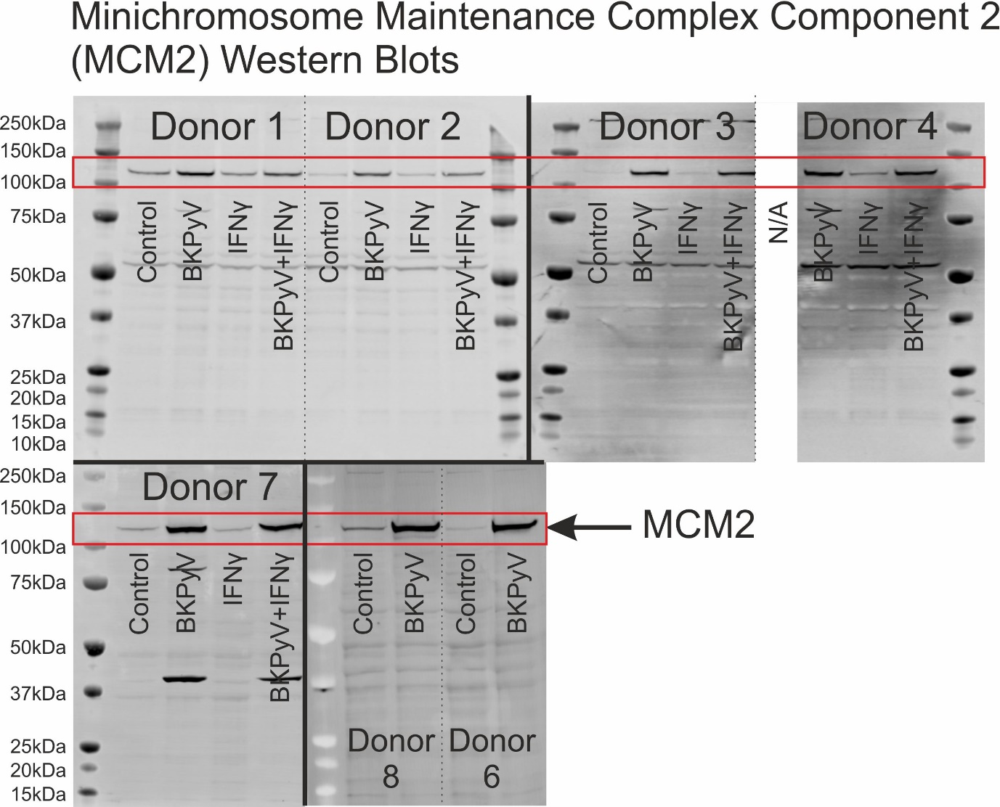 Minichromosome Maintenance Complex Component 2
(MCM2) Western Blots
Donor 1
Donor 2
Donor 3
Donor 4
250kDa
150kDa
100kDa
75kDa
50kDa
37kDa
25kDa
20kDa
15kDa
10kDa
Control
BKPyV
IFNγ
BKPyV+IFNγ
Control
BKPyV
IFNγ
BKPyV+IFNγ
Control
BKPyV
IFNγ
BKPyV+IFNγ
N/A
BKPyV
IFNγ
BKPyV+IFNγ
250kDa
150kDa
100kDa
75kDa
50kDa
37kDa
25kDa
20kDa
15kDa
Donor 7
MCM2
Control
BKPyV
IFNγ
BKPyV+IFNγ
Control
BKPyV
Control
BKPyV
Donor
8
Donor
6